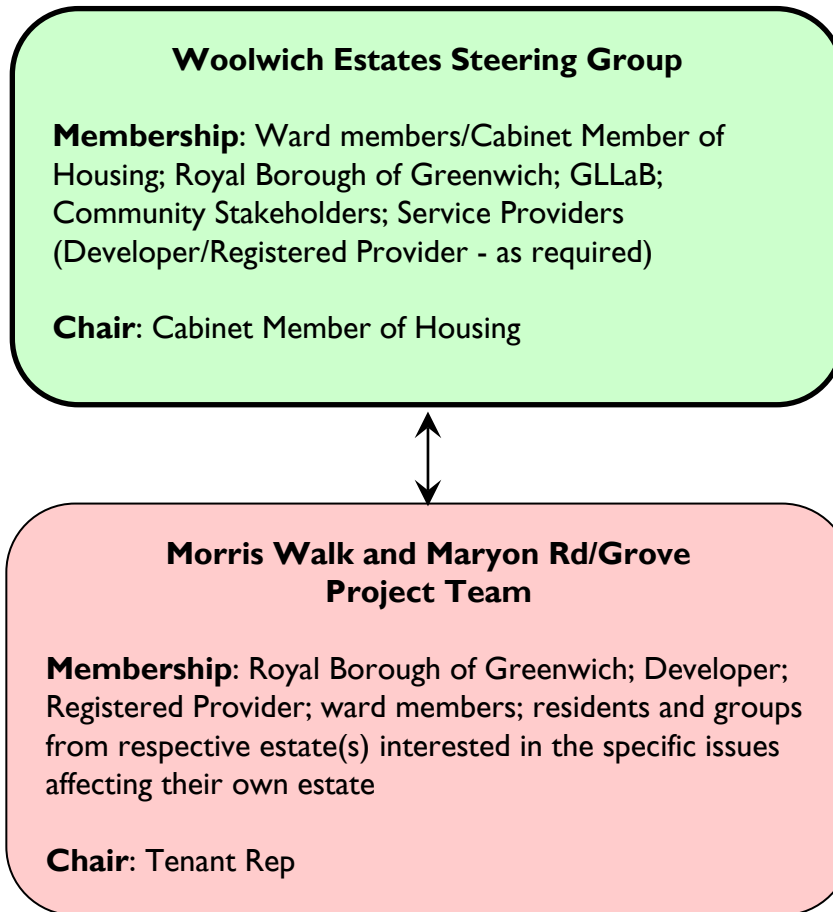 Woolwich Estates Steering Group
Membership: Ward members/Cabinet Member of
Housing; Royal Borough of Greenwich; GLLaB;
Community Stakeholders; Service Providers
(Developer/Registered Provider - as required)
Chair: Cabinet Member of Housing
Morris Walk and Maryon Rd/Grove
Project Team
Membership: Royal Borough of Greenwich; Developer;
Registered Provider; ward members; residents and groups
from respective estate(s) interested in the specific issues
affecting their own estate
Chair: Tenant Rep